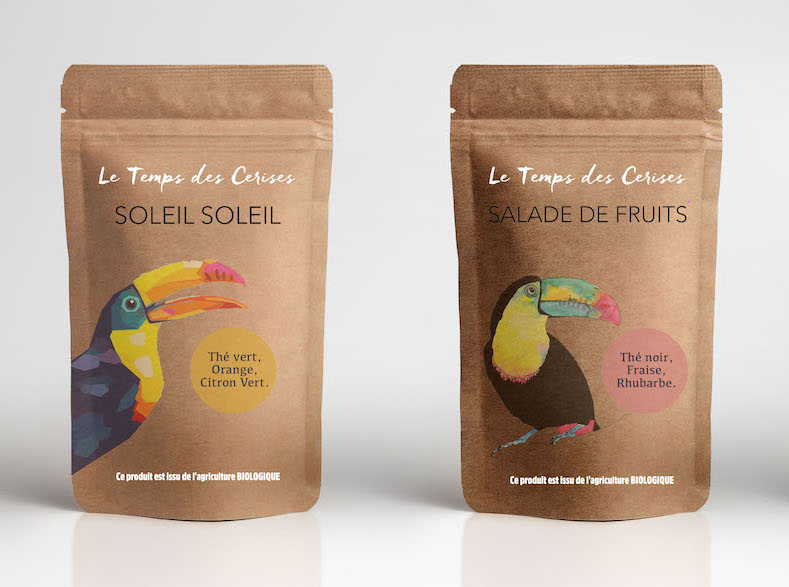 Le Temps des Cerises
SOLEIL SOLEIL
Thé vert,
Orange,
Citron Vert.
Ce produit est issu de l'agriculture BIOLOGIQUE
Le Temps des Cerises
SALADE DE FRUITS
Thé noir,
Fraise,
Rhubarbe.
Ce produit est issu de l'agriculture BIOLOGIQUE